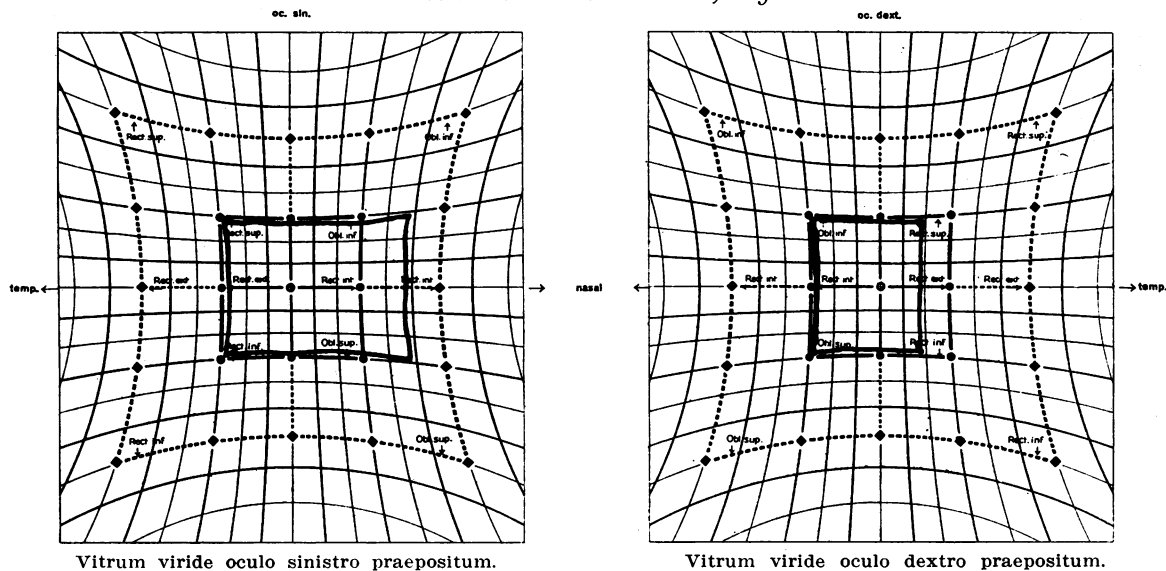 oc. sin.
oc. dext.
Rect. sup.
Obl. inf
Obl. inf
Rect. sup.
Rect. sup.
Obl. inf
Obl. inf
Rect. sup.
temp.
Rect. ext
Rect. ext
Rect. int
Rect. int
nasal
Rect. int
Rect. int
Rect. ext
Rect. ext
temp.
Rect. inf.
Obl. sup.
Obl. sup
Rect. inf
Rect. inf
Obl. sup.
Obl. sup.
Rect. inf
Vitrum viride oculo sinistro praepositum.
Vitrum viride oculo dextro praepositum.